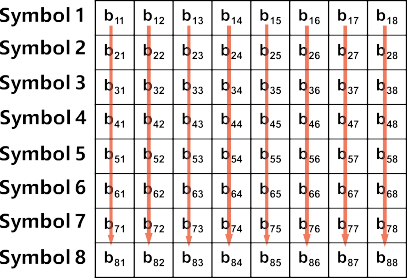 Symbol 1 b11 b12 b13 b14 b15 b16 b17 b18
Symbol 2 b21 b22 b23 b24 b25 b26 b27 b28
Symbol 3 b31 b32 b33 b34 b35 b36 b37 b38
Symbol 4 b41 b42 b43 b44 b45 b46 b47 b48
Symbol 5 b51 b52 b53 b54 b55 b56 b57 b58
Symbol 6 b61 b62 b63 b64 b65 b66 b67 b68
Symbol 7 b71 b72 b73 b74 b75 b76 b77 b78
Symbol 8 b81 b82 b83 b84 b85 b86 b87 b88